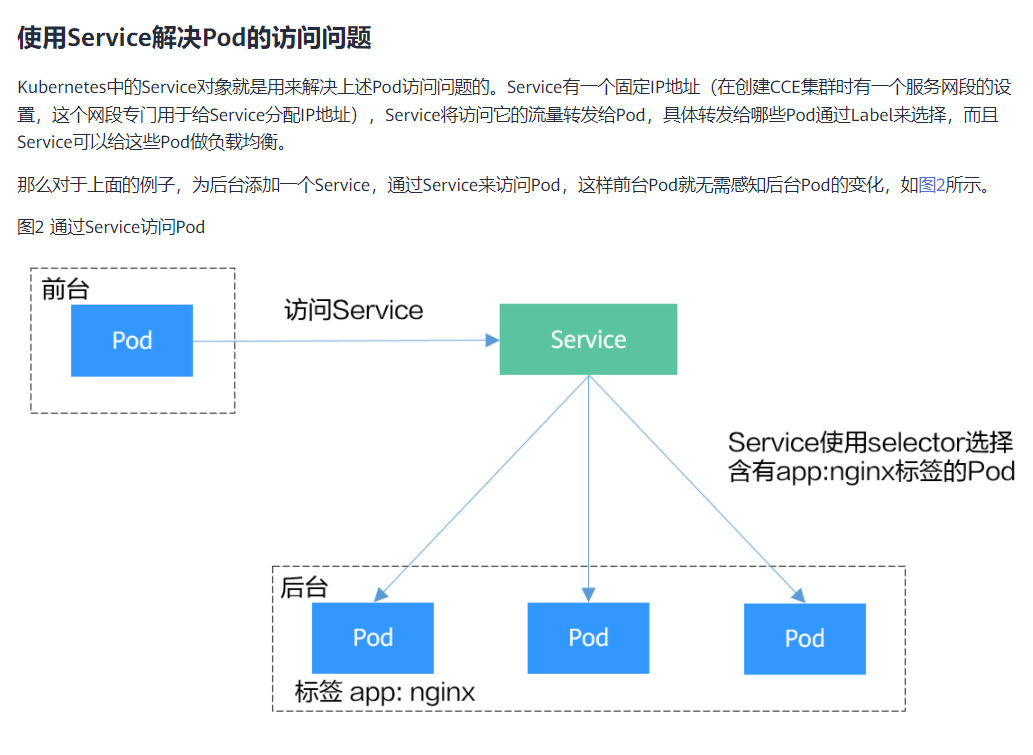 使用Service解决Pod的访问问题
Kubernetes中的Service对象就是用来解决上述Pod访问问题的。Service有一个固定IP地址（在创建CCE集群时有一个服务网段的设
置，这个网段专门用于给Service分配IP地址），Service将访问它的流量转发给Pod，具体转发给哪些Pod通过Label来选择，而且
Service可以给这些Pod做负载均衡。
那么对于上面的例子，为后台添加一个Service，通过Service来访问Pod，这样前台Pod就无需感知后台Pod的变化，如图2所示。
图2 通过Service访问Pod
前台
Pod
访问Service
Service
Service使用selector选择
含有app:nginx标签的Pod
后台
Pod
Pod
Pod
标签 app: nginx